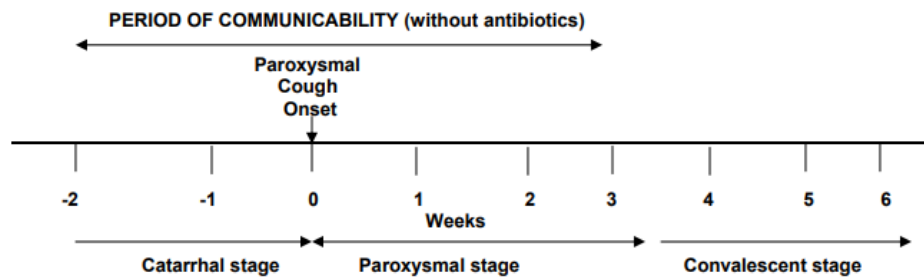 PERIOD OF COMMUNICABILITY (without antibiotics)
Paroxysmal
Cough
Onset
-2 -1 0 1 2 3 4 5 6
Weeks
Catarrhal stage Paroxysmal stage Convalescent stage